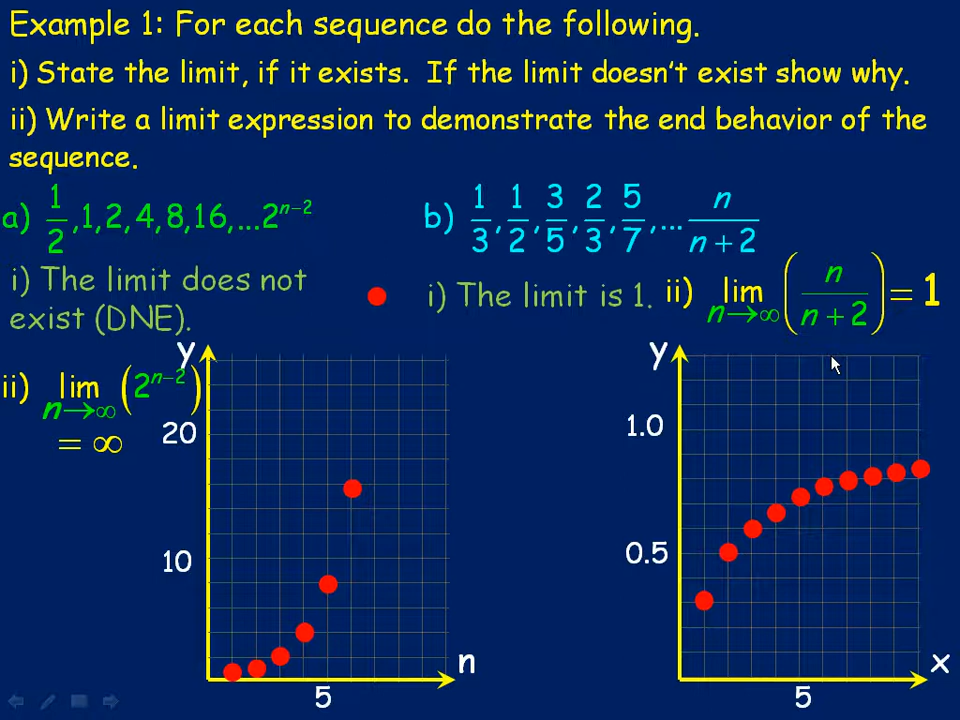 Example 1: For each sequence do the following.
i) State the limit, if it exists. If the limit doesn't exist show why.
ii) Write a limit expression to demonstrate the end behavior of the
sequence.
a) 1/2, 1, 2, 4, 8, 16, ... 2^(n−2)
b) 1/3, 1/2, 3/5, 2/3, 5/7, ... n/(n + 2)
i) The limit does not
exist (DNE).
i) The limit is 1.
ii) lim n→∞ (n/(n + 2)) = 1
ii) lim n→∞ (2^(n−2))
= ∞
y
20
10
5
n
y
1.0
0.5
5
x